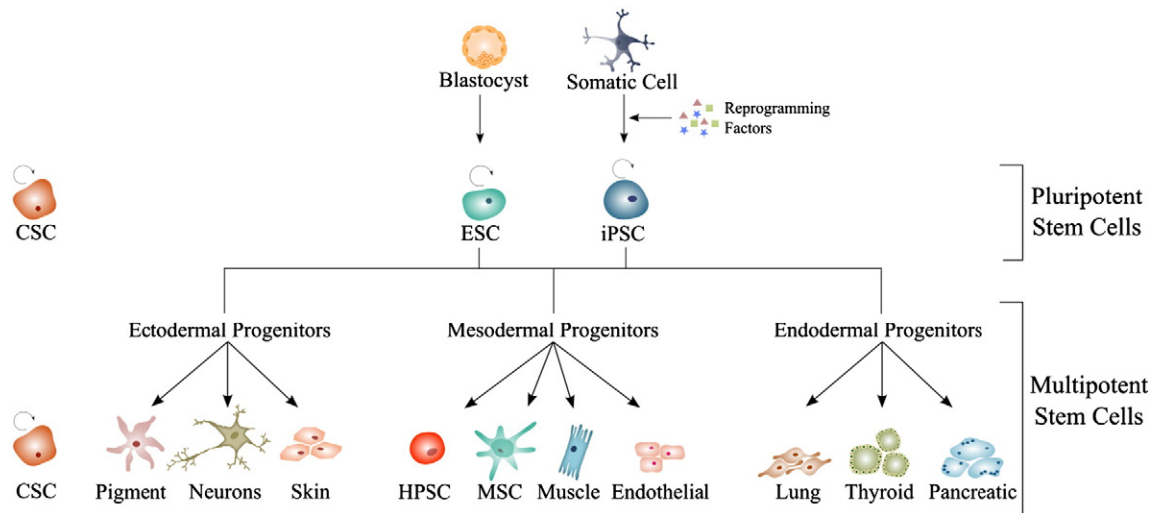 Blastocyst
Somatic Cell
Reprogramming
Factors
CSC
ESC
iPSC
Pluripotent
Stem Cells
Ectodermal Progenitors
Mesodermal Progenitors
Endodermal Progenitors
Multipotent
Stem Cells
CSC
Pigment
Neurons
Skin
HPSC
MSC
Muscle
Endothelial
Lung
Thyroid
Pancreatic